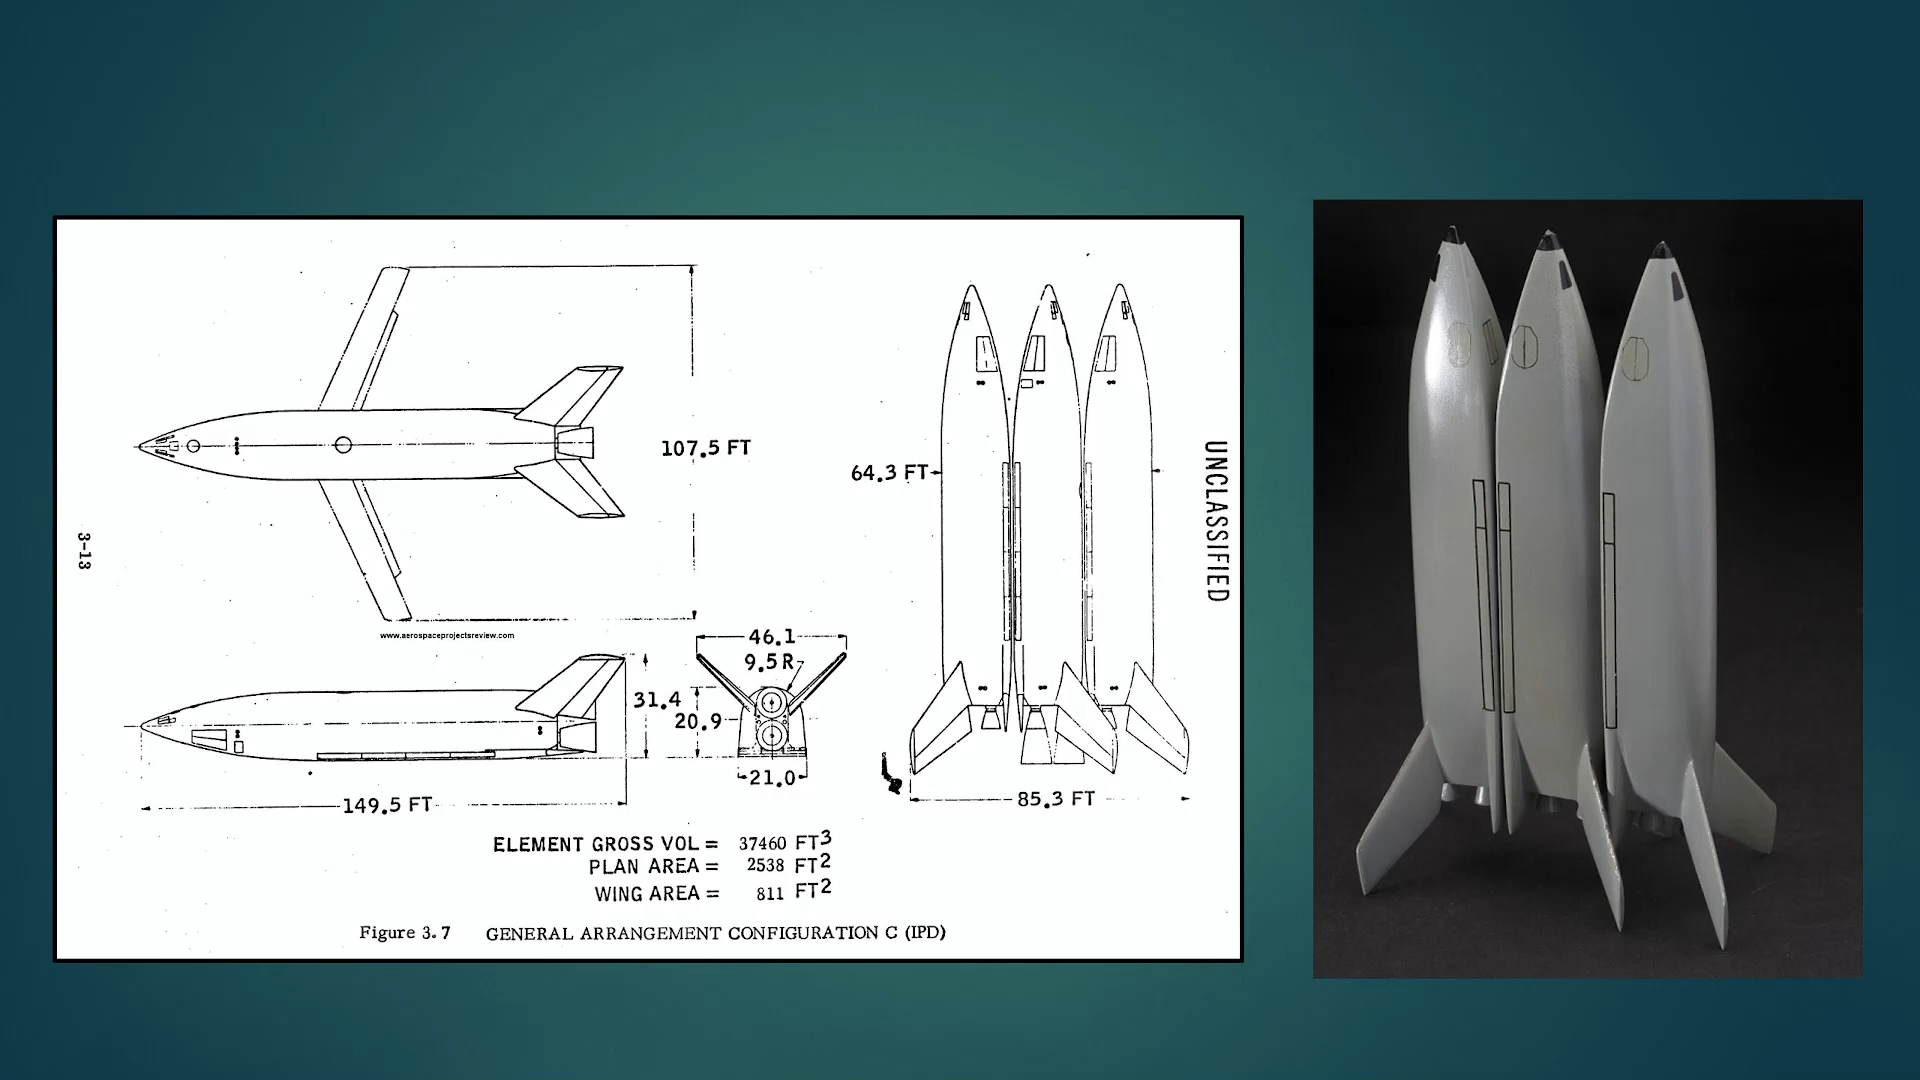 107.5 FT
64.3 FT
UNCLASSIFIED
3-13
www.aerospaceprojectsreview.com
46.1
9.5 R
31.4
20.9
21.0
149.5 FT
85.3 FT
ELEMENT GROSS VOL = 37460 FT3
PLAN AREA = 2538 FT2
WING AREA = 811 FT2
Figure 3.7 GENERAL ARRANGEMENT CONFIGURATION C (IPD)